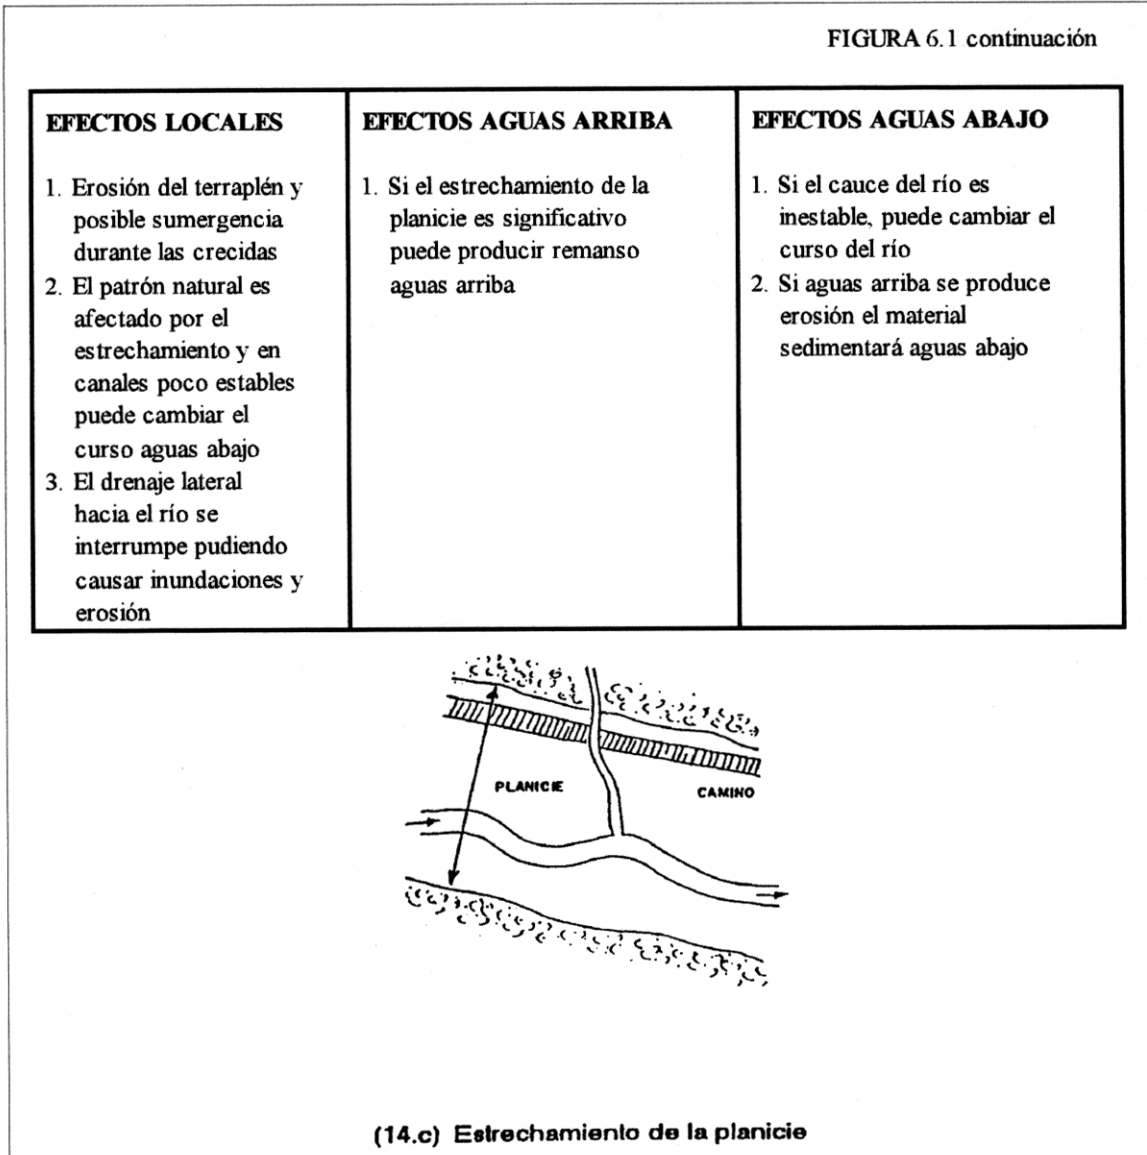 FIGURA 6.1 continuación
EFECTOS LOCALES
1. Erosión del terraplén y
posible sumergencia
durante las crecidas
2. El patrón natural es
afectado por el
estrechamiento y en
canales poco estables
puede cambiar el
curso aguas abajo
3. El drenaje lateral
hacia el río se
interrumpe pudiendo
causar inundaciones y
erosión
EFECTOS AGUAS ARRIBA
1. Si el estrechamiento de la
planicie es significativo
puede producir remanso
aguas arriba
EFECTOS AGUAS ABAJO
1. Si el cauce del río es
inestable, puede cambiar el
curso del río
2. Si aguas arriba se produce
erosión el material
sedimentará aguas abajo
PLANICIE
CAMINO
(14.c) Estrechamiento de la planicie